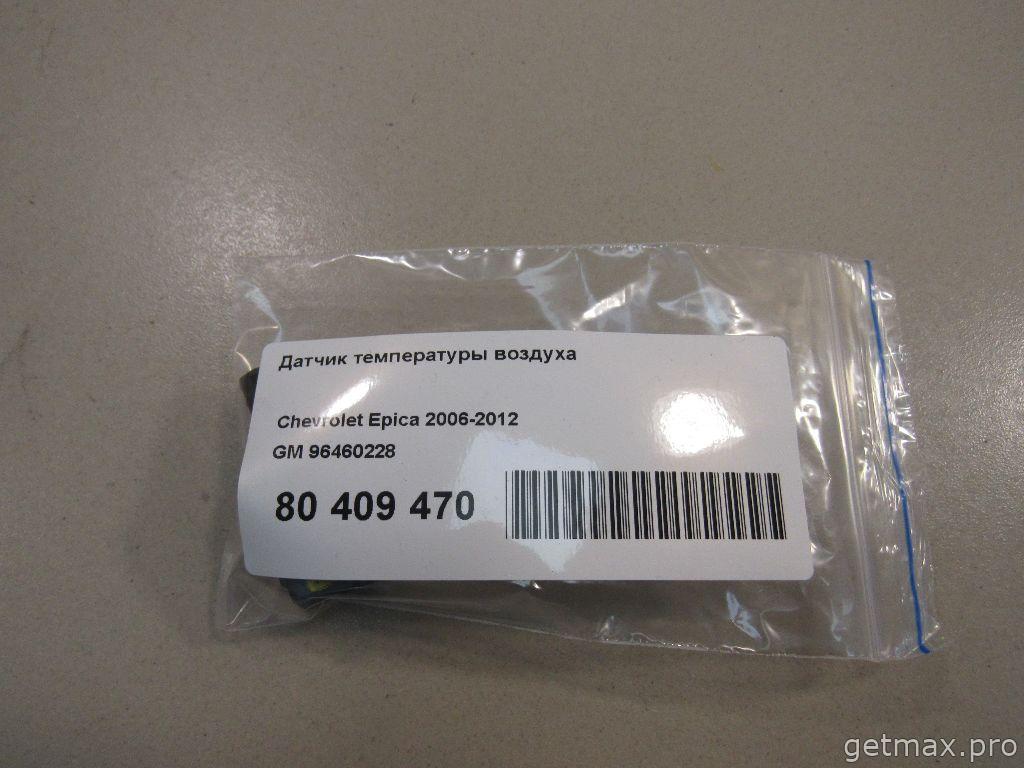 Датчик температуры воздуха
Chevrolet Epica 2006-2012
GM 96460228
80 409 470
getmax.pro